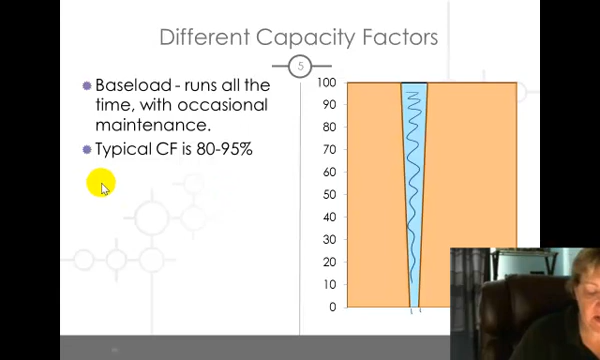 Different Capacity Factors
5
Baseload - runs all the
time, with occasional
maintenance.
Typical CF is 80-95%
100
90
80
70
60
50
40
30
20
10
0